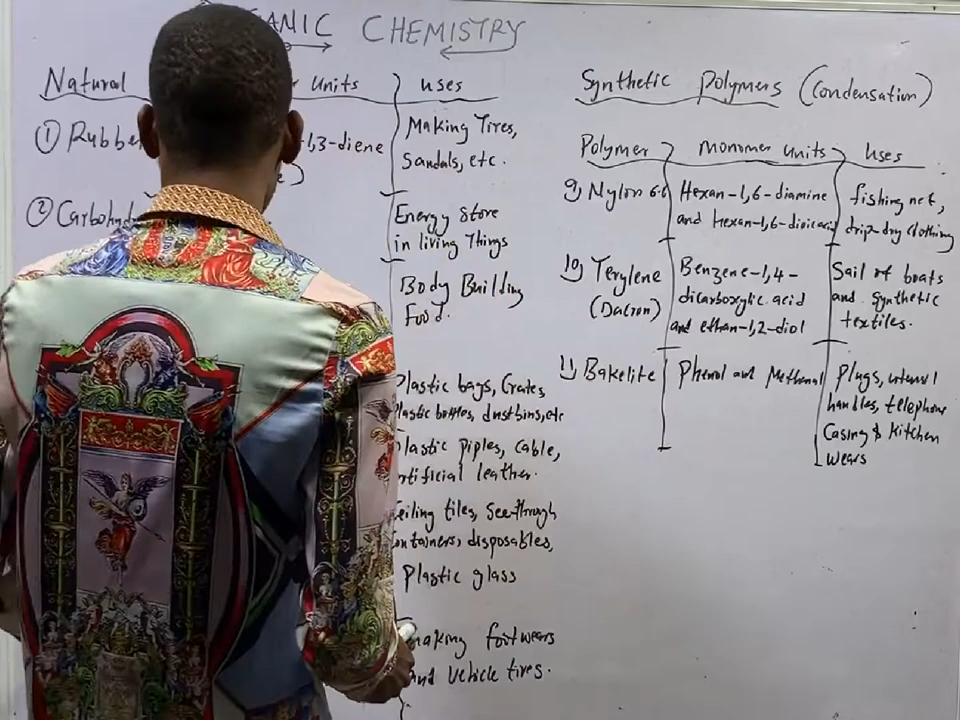 ANIC CHEMISTRY
Natural Units uses
① Rubber -1,3-diene Making Tires,
Sandals, etc.
② Carbohyd Energy store
in living Things
Body Building
Food.
Plastic bags, Crates,
Plastic bottles, dustbins, etc
plastic piples, cable,
artificial leather.
Ceiling tiles, See-through
containers, disposables,
Plastic glass
making footwears
and vehicle tires.
Synthetic Polymers (Condensation)
Polymer monomer units uses
9) Nylon 6.6 Hexan-1,6-diamine fishing net,
and Hexan-1,6-dioicacid drip-dry clothing
10) Terylene Benzene-1,4- Sail of boats
(Dacron) dicarboxylic acid and synthetic
and ethan-1,2-diol textiles.
11) Bakelite Phenol and Methanal Plugs, utensil
handles, telephone
Casing & Kitchen
wears